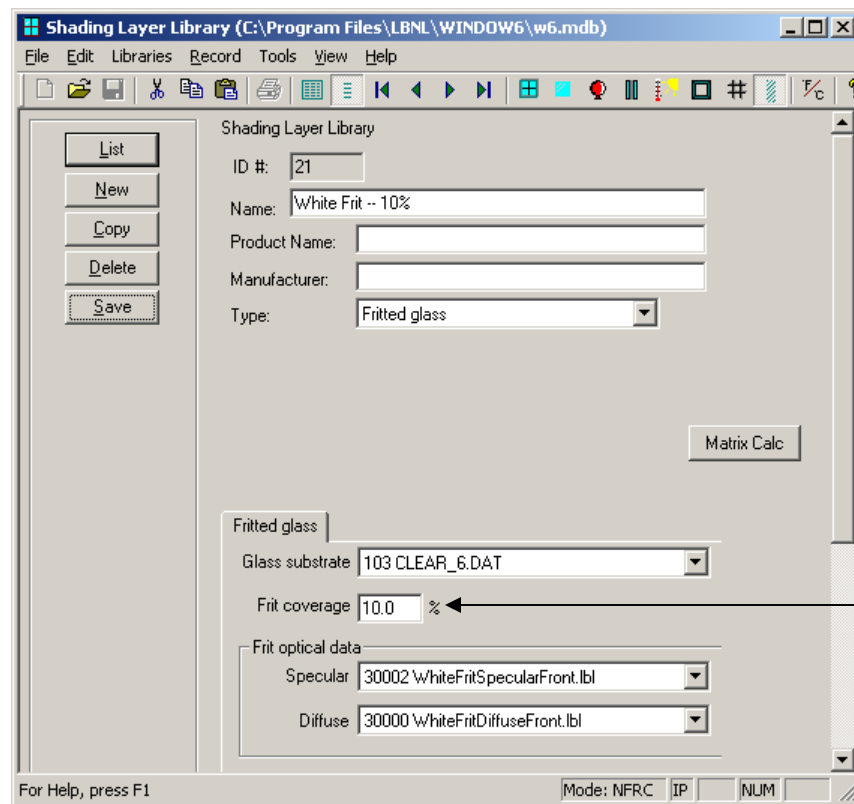 Shading Layer Library (C:\Program Files\LBNL\WINDOW6\w6.mdb)
File Edit Libraries Record Tools View Help
°F/C ?
List
New
Copy
Delete
Save
Shading Layer Library
ID #: 21
Name: White Frit -- 10%
Product Name:
Manufacturer:
Type: Fritted glass
Matrix Calc
Fritted glass
Glass substrate 103 CLEAR_6.DAT
Frit coverage 10.0 %
Frit optical data
Specular 30002 WhiteFritSpecularFront.lbl
Diffuse 30000 WhiteFritDiffuseFront.lbl
For Help, press F1 Mode: NFRC IP NUM